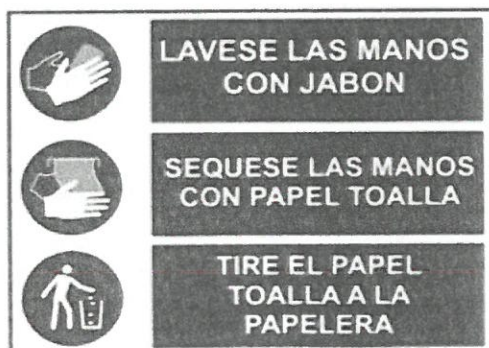 LAVESE LAS MANOS
CON JABON
SEQUESE LAS MANOS
CON PAPEL TOALLA
TIRE EL PAPEL
TOALLA A LA
PAPELERA